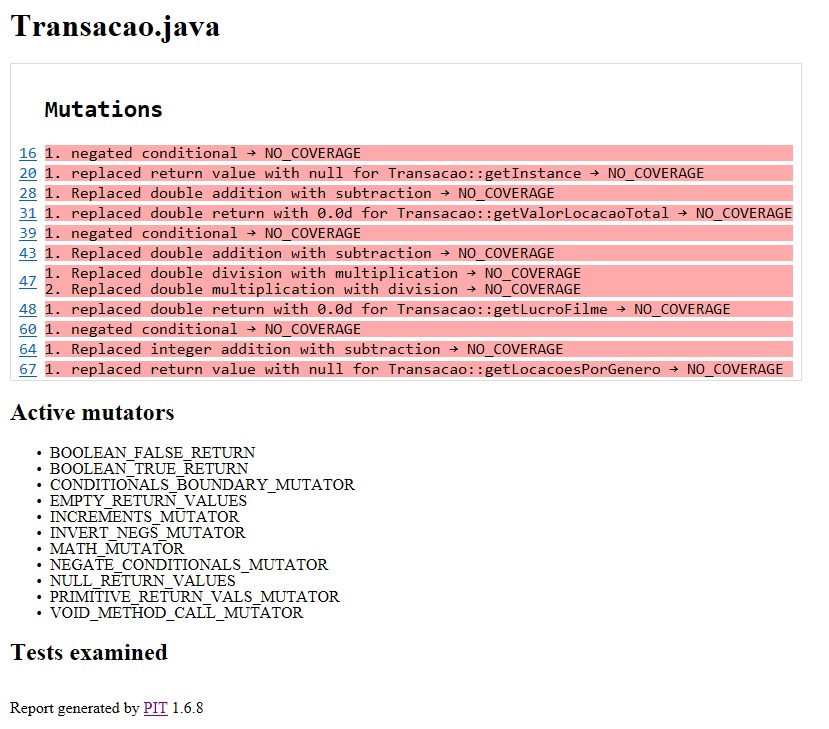 Transacao.java
Mutations
16 1. negated conditional → NO_COVERAGE
20 1. replaced return value with null for Transacao::getInstance → NO_COVERAGE
28 1. Replaced double addition with subtraction → NO_COVERAGE
31 1. replaced double return with 0.0d for Transacao::getValorLocacaoTotal → NO_COVERAGE
39 1. negated conditional → NO_COVERAGE
43 1. Replaced double addition with subtraction → NO_COVERAGE
47 1. Replaced double division with multiplication → NO_COVERAGE
2. Replaced double multiplication with division → NO_COVERAGE
48 1. replaced double return with 0.0d for Transacao::getLucroFilme → NO_COVERAGE
60 1. negated conditional → NO_COVERAGE
64 1. Replaced integer addition with subtraction → NO_COVERAGE
67 1. replaced return value with null for Transacao::getLocacoesPorGenero → NO_COVERAGE
Active mutators
• BOOLEAN_FALSE_RETURN
• BOOLEAN_TRUE_RETURN
• CONDITIONALS_BOUNDARY_MUTATOR
• EMPTY_RETURN_VALUES
• INCREMENTS_MUTATOR
• INVERT_NEGS_MUTATOR
• MATH_MUTATOR
• NEGATE_CONDITIONALS_MUTATOR
• NULL_RETURN_VALUES
• PRIMITIVE_RETURN_VALS_MUTATOR
• VOID_METHOD_CALL_MUTATOR
Tests examined
Report generated by PIT 1.6.8